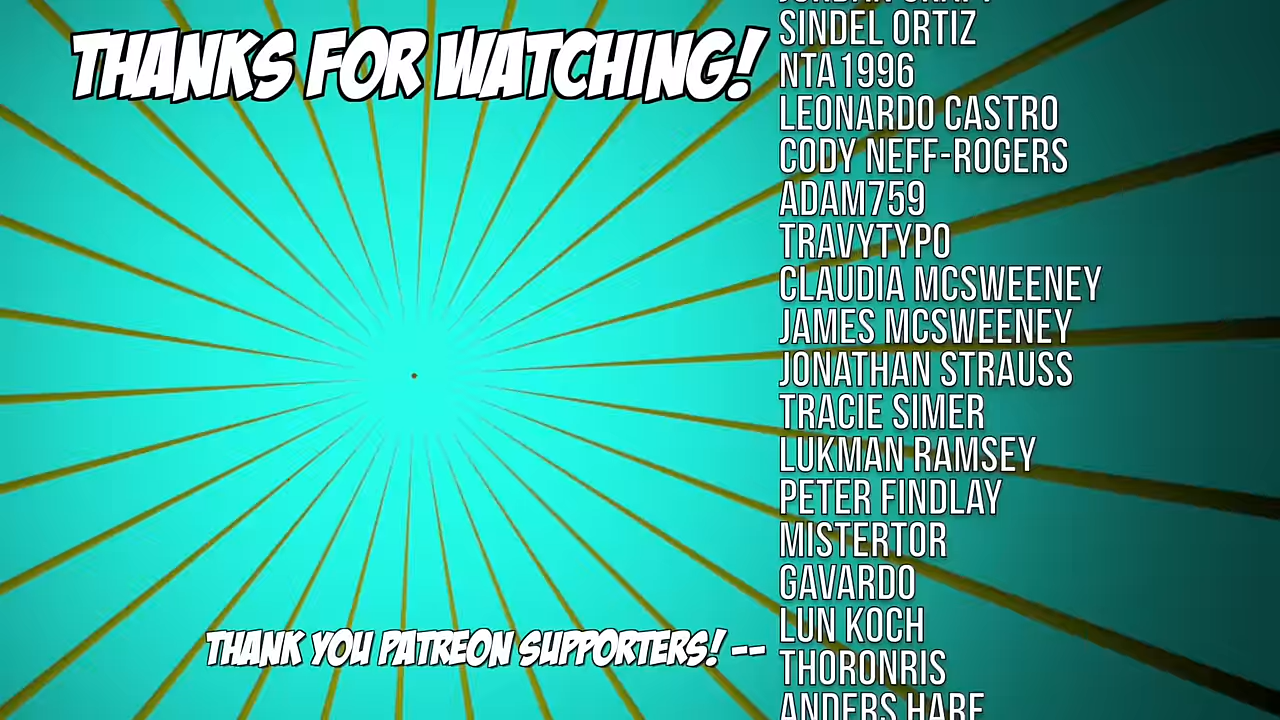 THANKS FOR WATCHING!
SINDEL ORTIZ
NTA1996
LEONARDO CASTRO
CODY NEFF-ROGERS
ADAM759
TRAVYTYPO
CLAUDIA MCSWEENEY
JAMES MCSWEENEY
JONATHAN STRAUSS
TRACIE SIMER
LUKMAN RAMSEY
PETER FINDLAY
MISTERTOR
GAVARDO
LUN KOCH
THANK YOU PATREON SUPPORTERS! --
THORONRIS
ANDERS